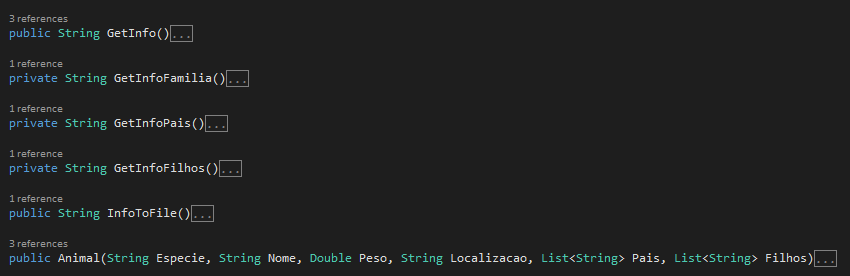 3 references
public String GetInfo()...
1 reference
private String GetInfoFamilia()...
1 reference
private String GetInfoPais()...
1 reference
private String GetInfoFilhos()...
1 reference
public String InfoToFile()...
3 references
public Animal(String Especie, String Nome, Double Peso, String Localizacao, List<String> Pais, List<String> Filhos)...